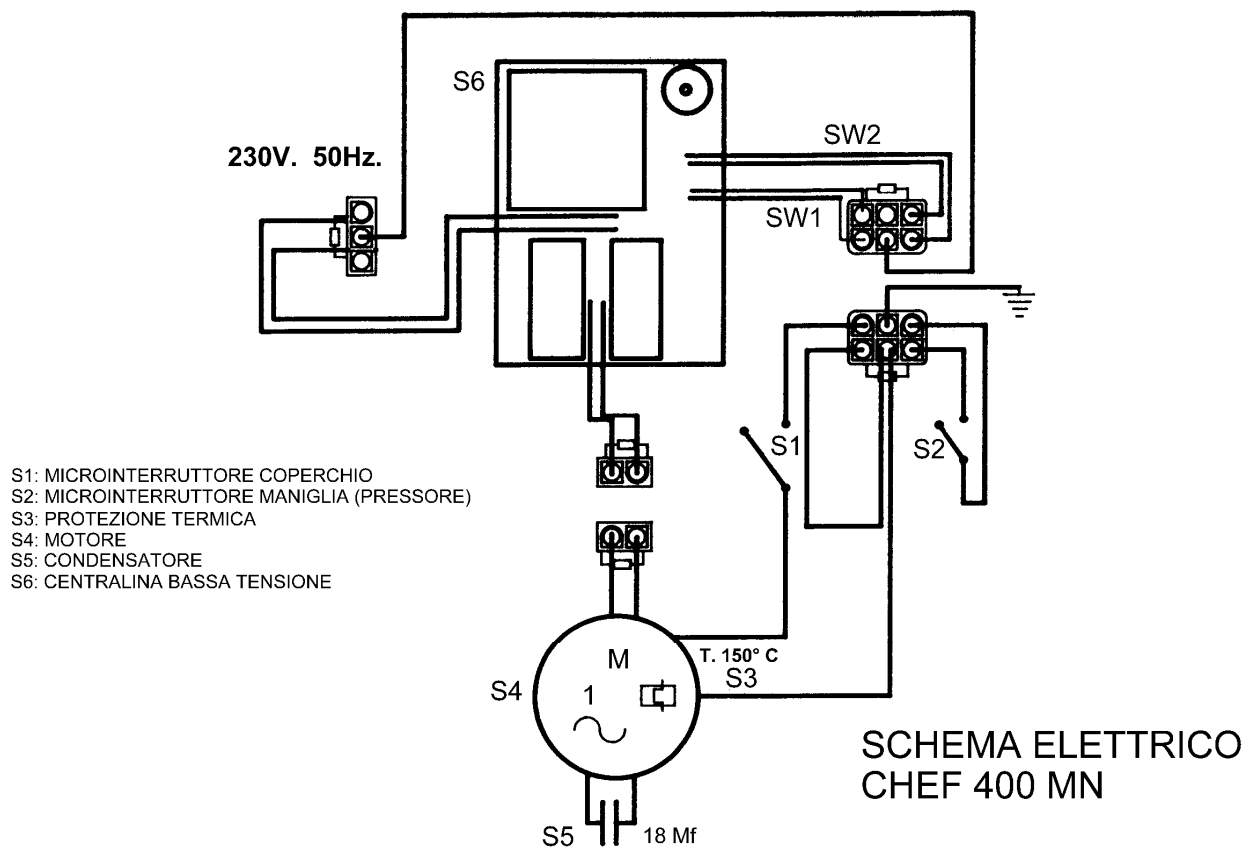 S6
SW2
230V. 50Hz.
SW1
S1
S2
S1: MICROINTERRUTTORE COPERCHIO
S2: MICROINTERRUTTORE MANIGLIA (PRESSORE)
S3: PROTEZIONE TERMICA
S4: MOTORE
S5: CONDENSATORE
S6: CENTRALINA BASSA TENSIONE
M
T. 150° C
S3
S4
1
SCHEMA ELETTRICO
CHEF 400 MN
S5
18 Mf